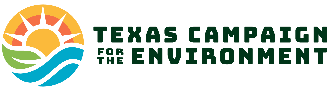 TEXAS CAMPAIGN
FOR THE ENVIRONMENT